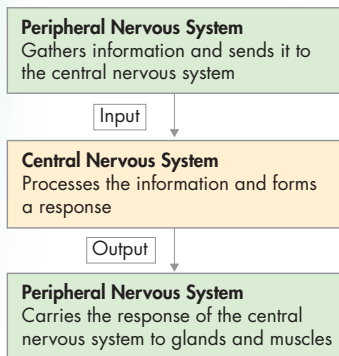 Peripheral Nervous System
Gathers information and sends it to
the central nervous system
Input
Central Nervous System
Processes the information and forms
a response
Output
Peripheral Nervous System
Carries the response of the central
nervous system to glands and muscles